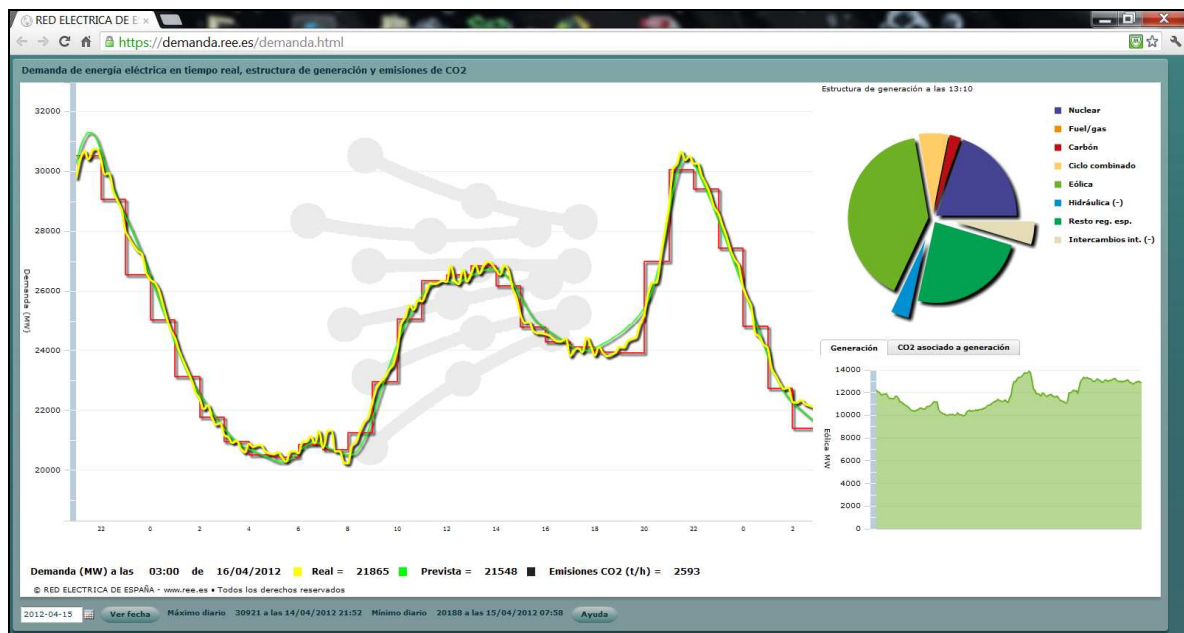 RED ELECTRICA DE E
https://demanda.ree.es/demanda.html
Demanda de energía eléctrica en tiempo real, estructura de generación y emisiones de CO2
32000
30000
28000
26000
24000
22000
20000
Demanda (MW)
22 0 2 4 6 8 10 12 14 16 18 20 22 0 2
Estructura de generación a las 13:10
Nuclear
Fuel/gas
Carbón
Ciclo combinado
Eólica
Hidráulica (-)
Resto reg. esp.
Intercambios int. (-)
Generación CO2 asociado a generación
14000
12000
10000
8000
6000
4000
2000
0
Eólica MW
Demanda (MW) a las 03:00 de 16/04/2012 Real = 21865 Prevista = 21548 Emisiones CO2 (t/h) = 2593
© RED ELECTRICA DE ESPAÑA - www.ree.es • Todos los derechos reservados
2012-04-15 Ver fecha Máximo diario 30921 a las 14/04/2012 21:52 Mínimo diario 20188 a las 15/04/2012 07:58 Ayuda